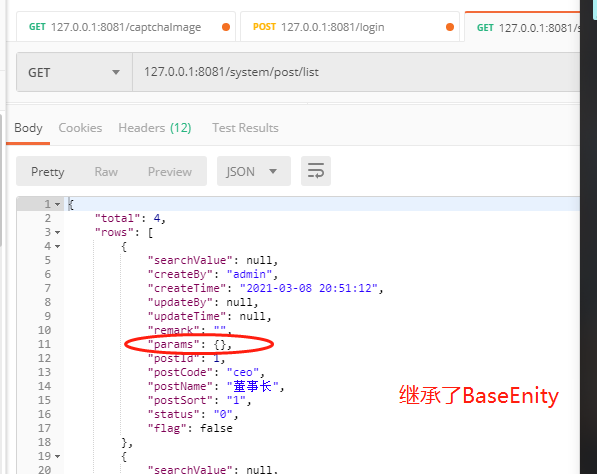 GET 127.0.0.1:8081/captchaImage POST 127.0.0.1:8081/login GET 127.0.0.1:8081/s
GET 127.0.0.1:8081/system/post/list
Body Cookies Headers (12) Test Results
Pretty Raw Preview JSON
1 {
2 "total": 4,
3 "rows": [
4 {
5 "searchValue": null,
6 "createBy": "admin",
7 "createTime": "2021-03-08 20:51:12",
8 "updateBy": null,
9 "updateTime": null,
10 "remark": "",
11 "params": {},
12 "postId": 1,
13 "postCode": "ceo",
14 "postName": "董事长",
15 "postSort": "1",
16 "status": "0",
17 "flag": false
18 },
19 {
20 "searchValue": null,
继承了BaseEnity